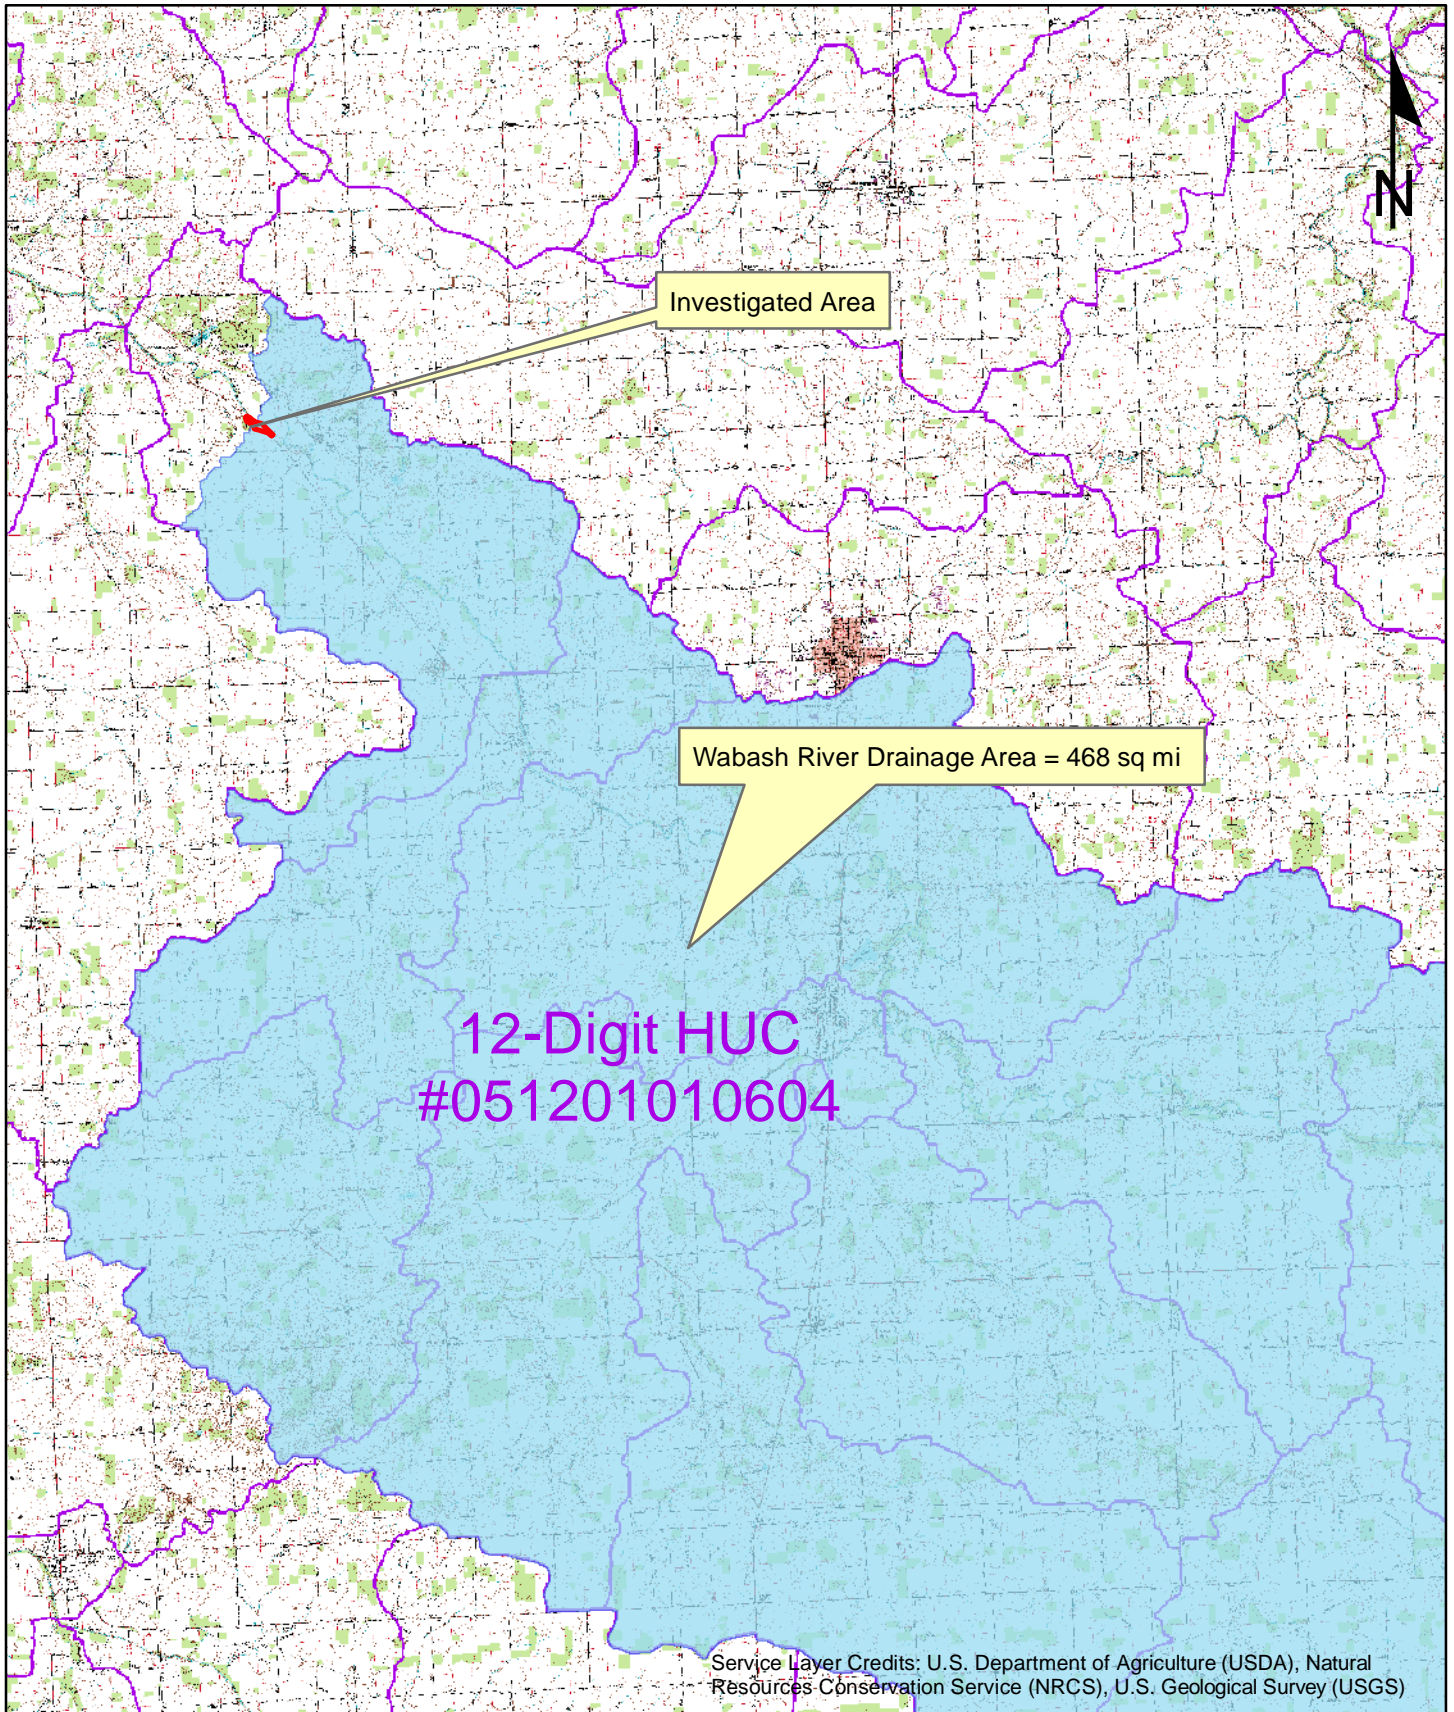 N
Investigated Area
Wabash River Drainage Area = 468 sq mi
12-Digit HUC
#051201010604
Service Layer Credits: U.S. Department of Agriculture (USDA), Natural
Resources Conservation Service (NRCS), U.S. Geological Survey (USGS)